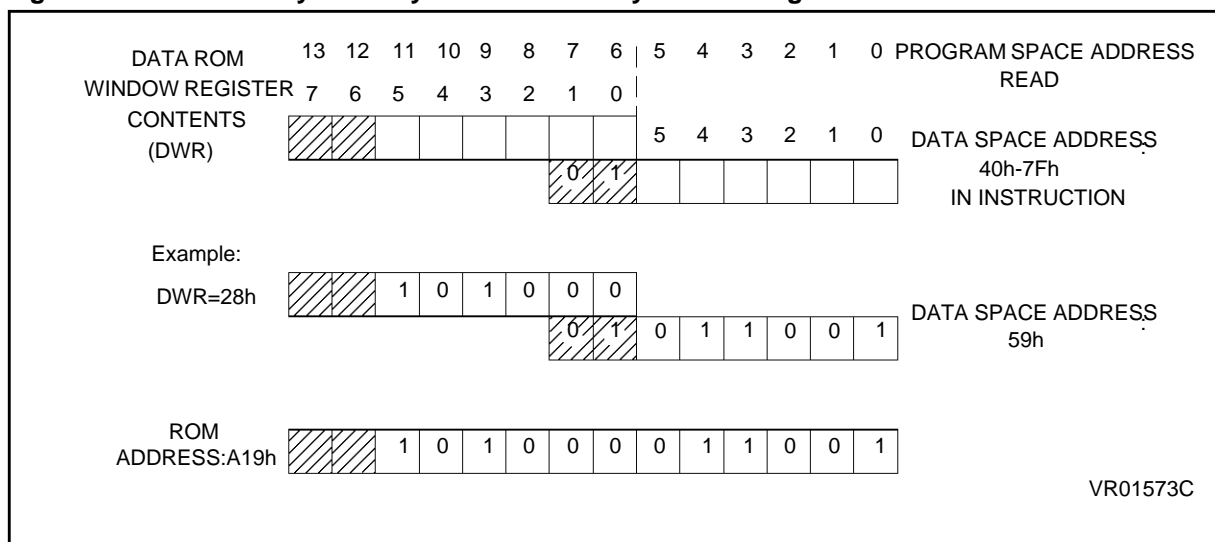 DATA ROM
WINDOW REGISTER
CONTENTS
(DWR)
13 12 11 10 9 8 7 6 5 4 3 2 1 0 PROGRAM SPACE ADDRESS
READ
7 6 5 4 3 2 1 0
5 4 3 2 1 0 DATA SPACE ADDRESS
:
40h-7Fh
IN INSTRUCTION
0 1
Example:
DWR=28h 1 0 1 0 0 0
0 1 0 1 1 0 0 1
DATA SPACE ADDRESS
:
59h
ROM
ADDRESS:A19h 1 0 1 0 0 0 0 1 1 0 0 1
VR01573C